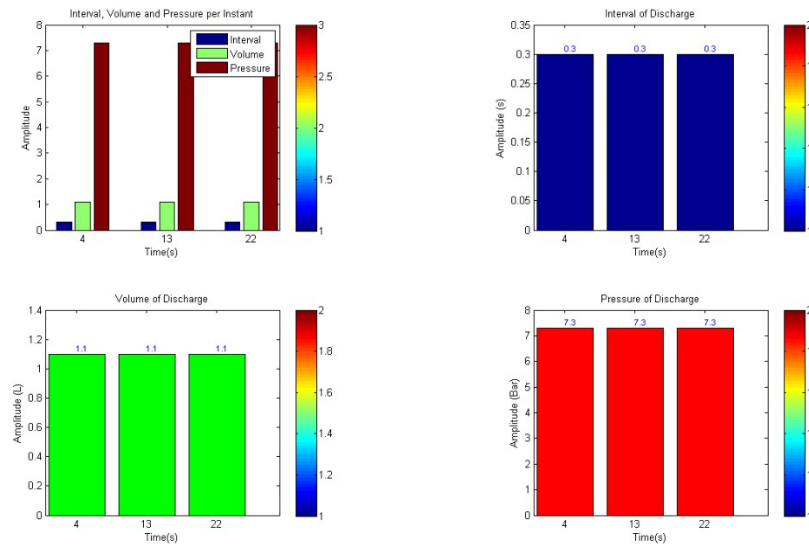 Interval, Volume and Pressure per Instant
8
7
6
5
4
3
2
1
0
Amplitude
Interval
Volume
Pressure
4 13 22
Time(s)
3
2.5
2
1.5
1
Interval of Discharge
0.35
0.3
0.25
0.2
0.15
0.1
0.05
0
Amplitude (s)
0.3 0.3 0.3
4 13 22
Time(s)
Volume of Discharge
1.4
1.2
1
0.8
0.6
0.4
0.2
0
Amplitude (L)
1.1 1.1 1.1
4 13 22
Time(s)
2
1.8
1.6
1.4
1.2
1
Pressure of Discharge
8
7
6
5
4
3
2
1
0
Amplitude (Bar)
7.3 7.3 7.3
4 13 22
Time(s)